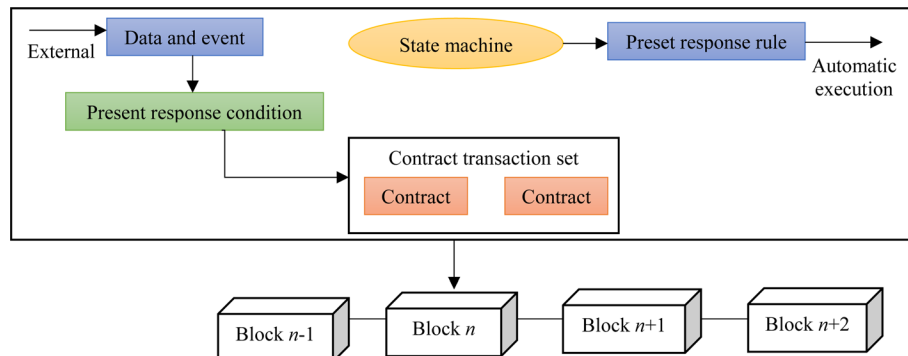 External
Data and event
State machine
Preset response rule
Automatic
execution
Present response condition
Contract transaction set
Contract
Contract
Block n-1
Block n
Block n+1
Block n+2